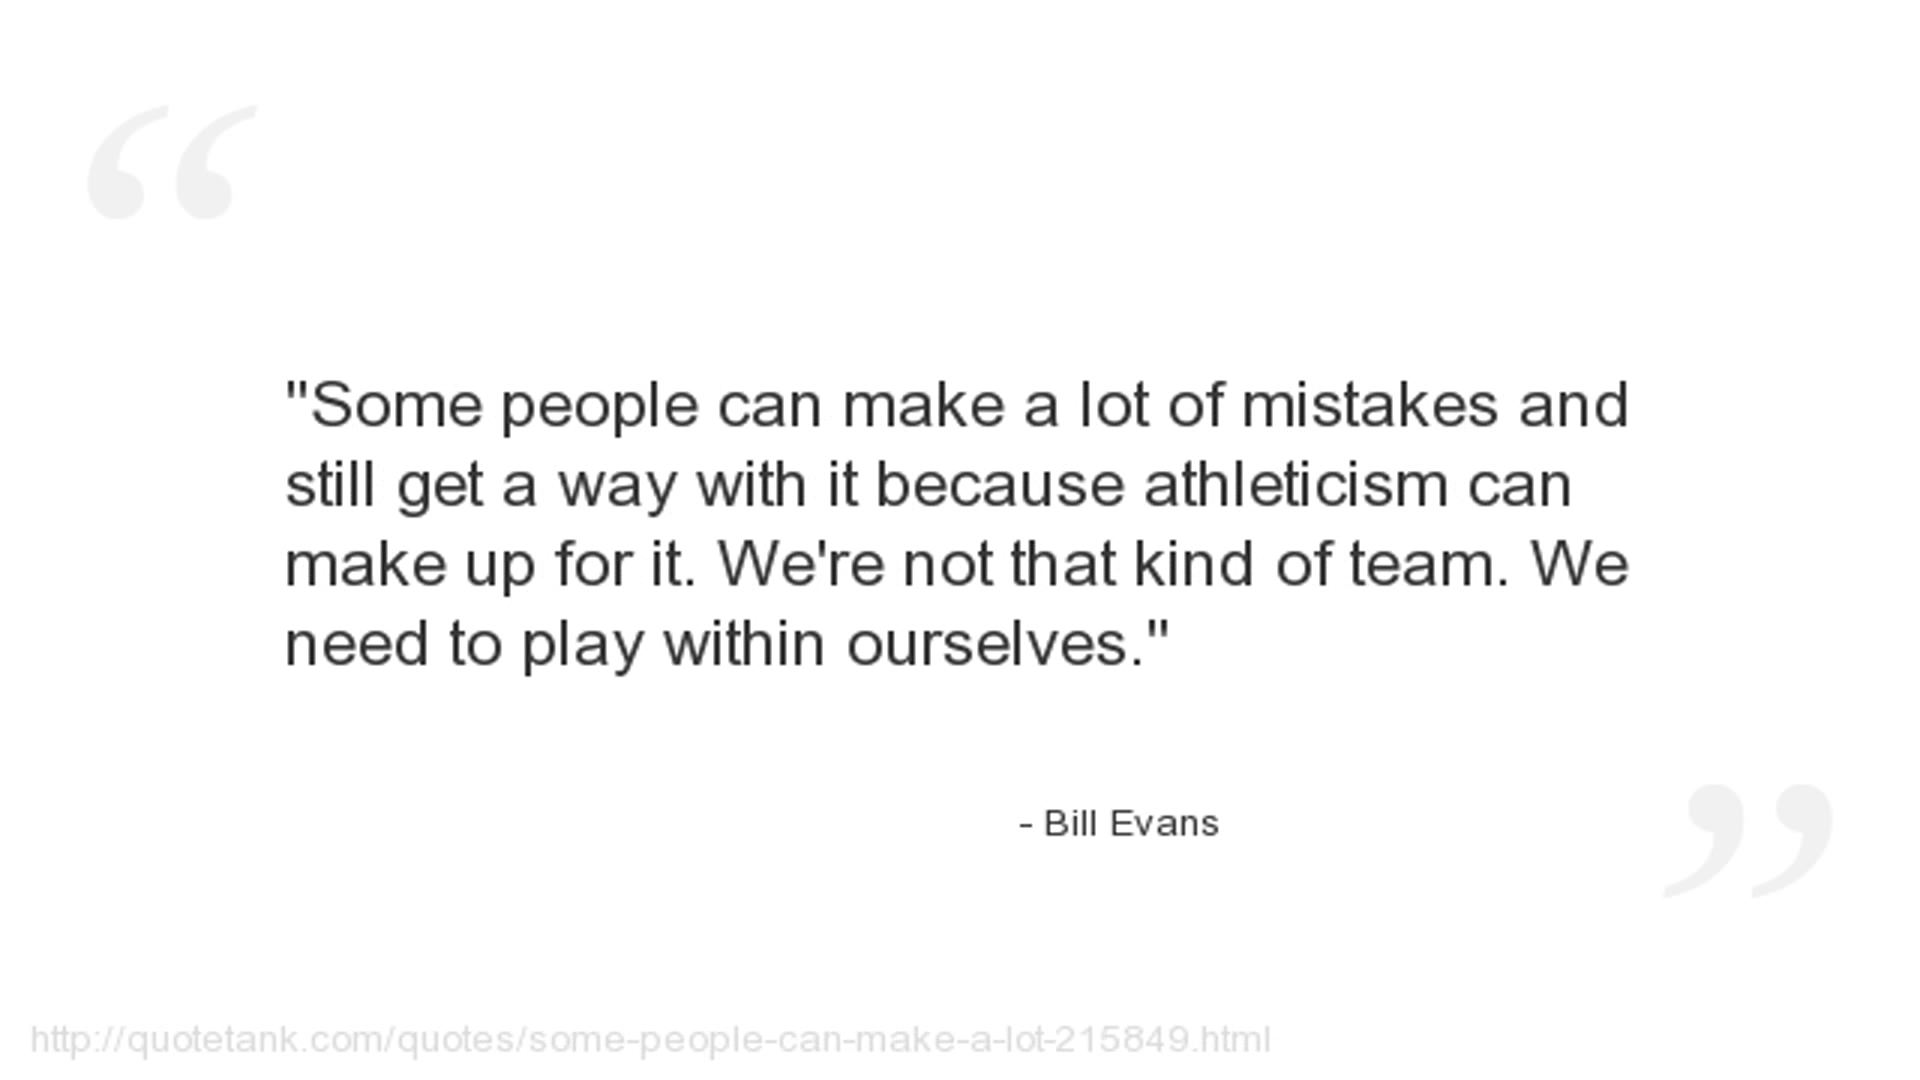 "Some people can make a lot of mistakes and
still get a way with it because athleticism can
make up for it. We're not that kind of team. We
need to play within ourselves."
- Bill Evans
http://quotetank.com/quotes/some-people-can-make-a-lot-215849.html